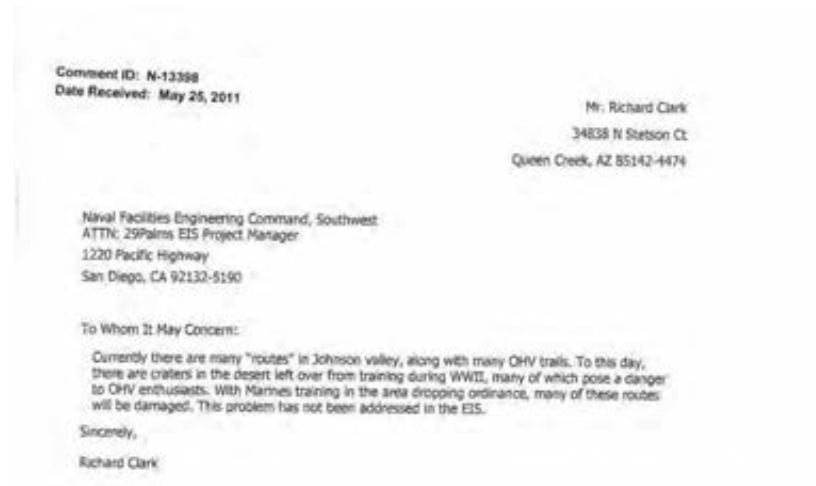 Comment ID: N-13398
Date Received: May 25, 2011
Mr. Richard Clark
34838 N Stetson Ct
Queen Creek, AZ 85142-4474
Naval Facilities Engineering Command, Southwest
ATTN: 29Palms EIS Project Manager
1220 Pacific Highway
San Diego, CA 92132-5190
To Whom It May Concern:
Currently there are many "routes" in Johnson valley, along with many OHV trails. To this day,
there are craters in the desert left over from training during WWII, many of which pose a danger
to OHV enthusiasts. With Marines training in the area dropping ordinance, many of these routes
will be damaged. This problem has not been addressed in the EIS.
Sincerely,
Richard Clark